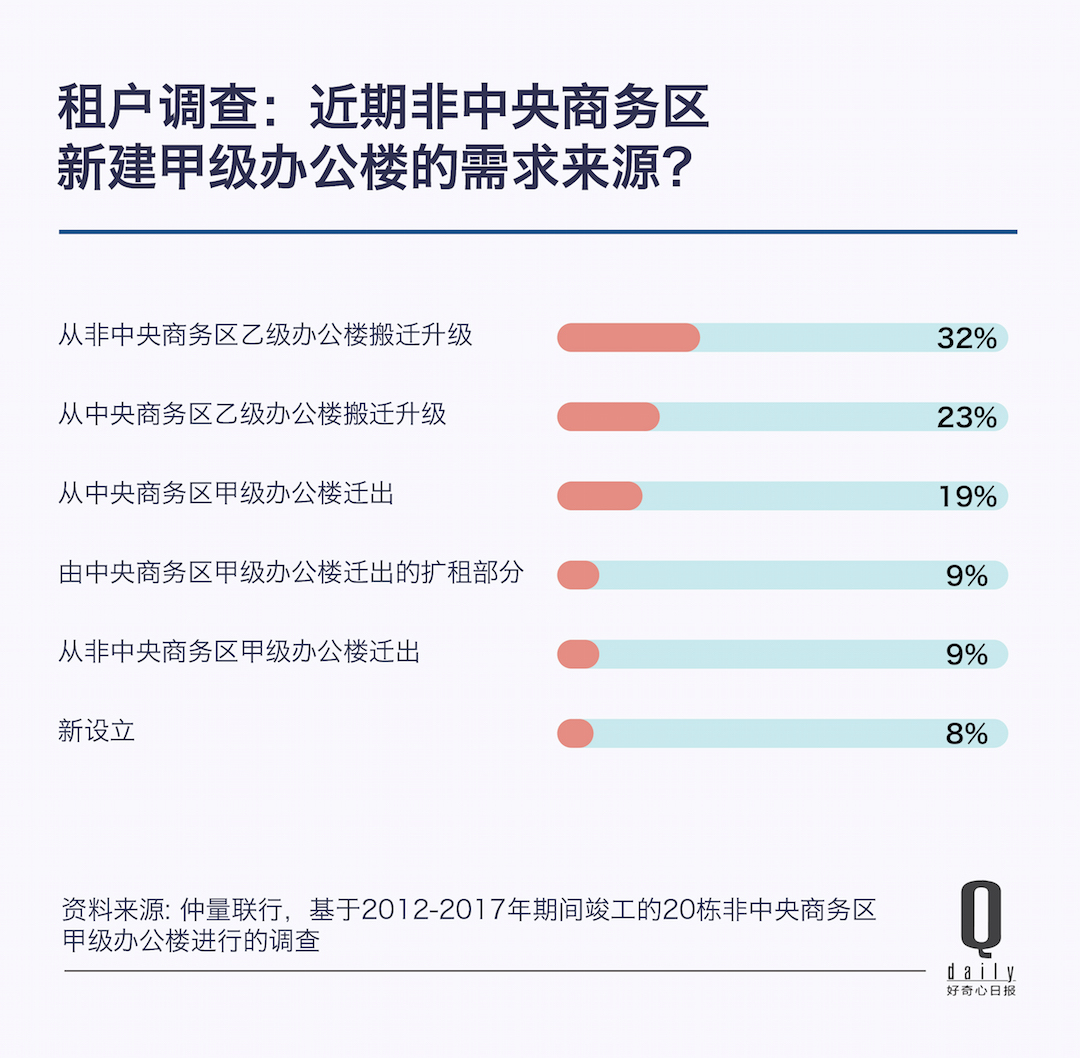 租户调查：近期非中央商务区
新建甲级办公楼的需求来源？
从非中央商务区乙级办公楼搬迁升级 32%
从中央商务区乙级办公楼搬迁升级 23%
从中央商务区甲级办公楼迁出 19%
由中央商务区甲级办公楼迁出的扩租部分 9%
从非中央商务区甲级办公楼迁出 9%
新设立 8%
资料来源: 仲量联行，基于2012-2017年期间竣工的20栋非中央商务区
甲级办公楼进行的调查
Q
daily
好奇心日报